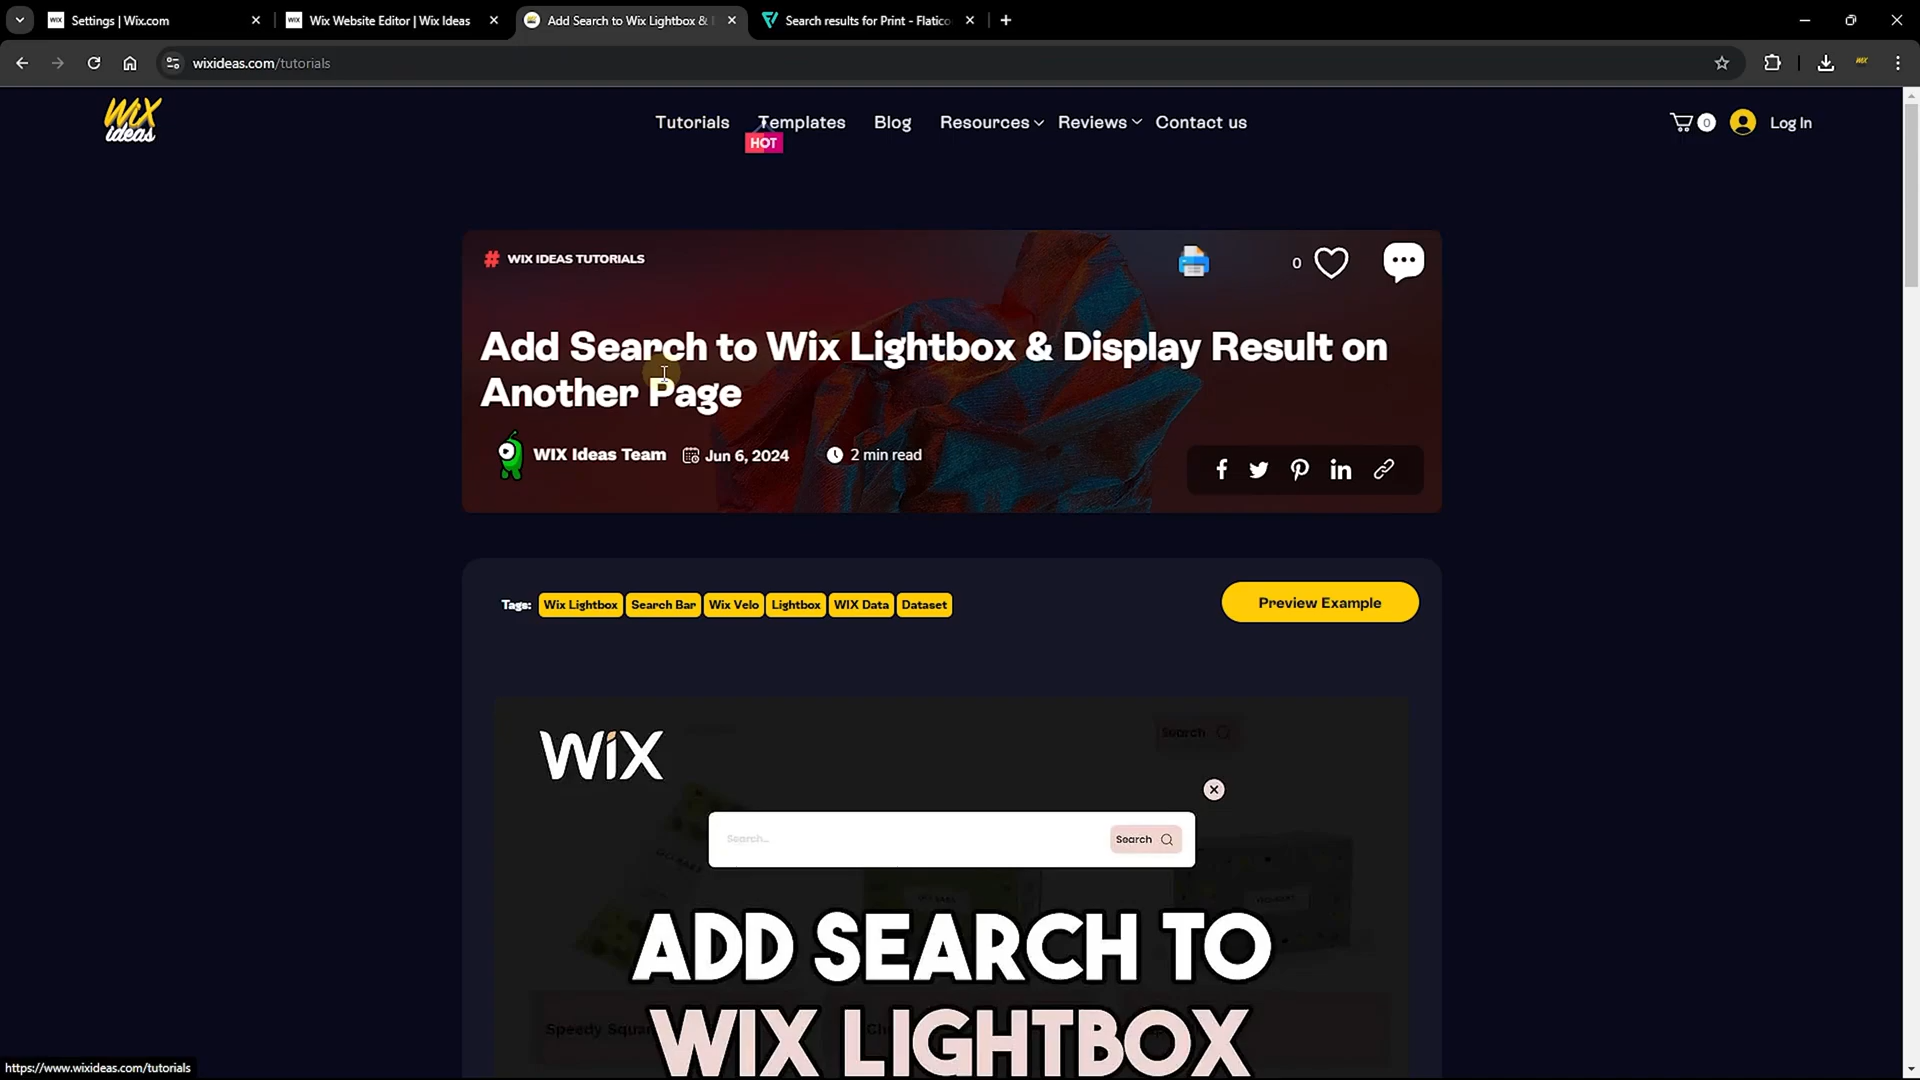 Settings | Wix.com
Wix Website Editor | Wix Ideas
Add Search to Wix Lightbox &
Search results for Print - Flatico
wixideas.com/tutorials
WiX
ideas
Tutorials
Templates
HOT
Blog
Resources
Reviews
Contact us
0
Log In
# WIX IDEAS TUTORIALS
0
Add Search to Wix Lightbox & Display Result on
Another Page
WIX Ideas Team
Jun 6, 2024
2 min read
Tags:
Wix Lightbox
Search Bar
Wix Velo
Lightbox
WIX Data
Dataset
Preview Example
WiX
Search
Search...
Search
ADD SEARCH TO
Speedy Squar
WIX LIGHTBOX
https://www.wixideas.com/tutorials